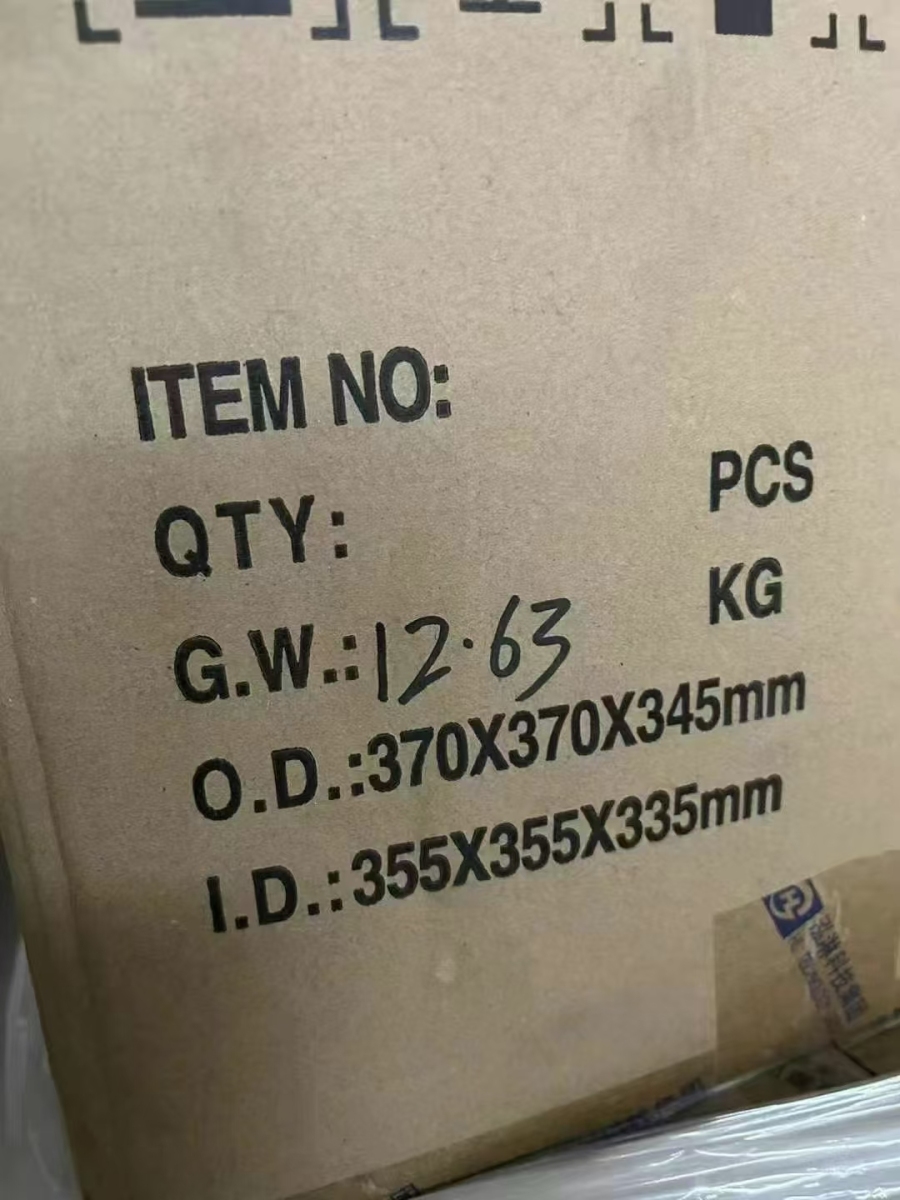 ITEM NO:
QTY: PCS
G.W.:12.63 KG
O.D.:370X370X345mm
I.D.:355X355X335mm